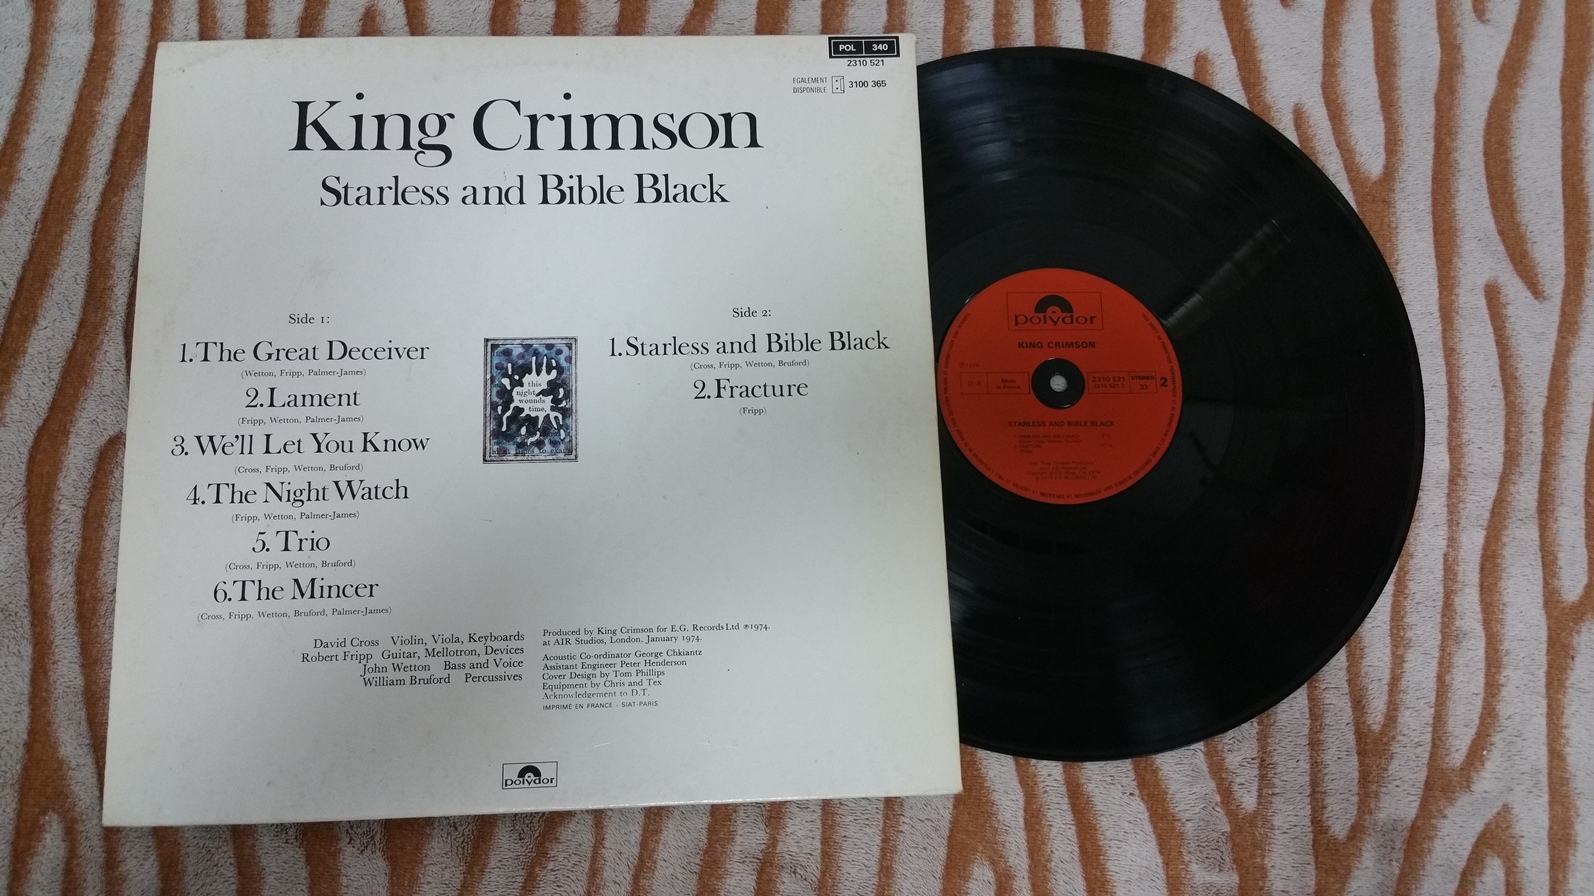 POL 340
2310 521
EGALEMENT
DISPONIBLE
3100 365
King Crimson
Starless and Bible Black
Side 1:
1.The Great Deceiver
(Wetton, Fripp, Palmer-James)
2.Lament
(Fripp, Wetton, Palmer-James)
3. We'll Let You Know
(Cross, Fripp, Wetton, Bruford)
4.The Night Watch
(Fripp, Wetton, Palmer-James)
5. Trio
(Cross, Fripp, Wetton, Bruford)
6.The Mincer
(Cross, Fripp, Wetton, Bruford, Palmer-James)
this
night
wounds
time,
Side 2:
1.Starless and Bible Black
(Cross, Fripp, Wetton, Bruford)
2.Fracture
(Fripp)
David Cross Violin, Viola, Keyboards
Robert Fripp Guitar, Mellotron, Devices
John Wetton Bass and Voice
William Bruford Percussives
Produced by King Crimson for E.G. Records Ltd ℗1974.
at AIR Studios, London. January 1974.
Acoustic Co-ordinator George Chkiantz
Assistant Engineer Peter Henderson
Cover Design by Tom Phillips
Equipment by Chris and Tex
Acknowledgement to D.T.
IMPRIMÉ EN FRANCE - SIAT-PARIS
polydor
polydor
KING CRIMSON
Made
in France
2310 521
STEREO
33
2
STARLESS AND BIBLE BLACK